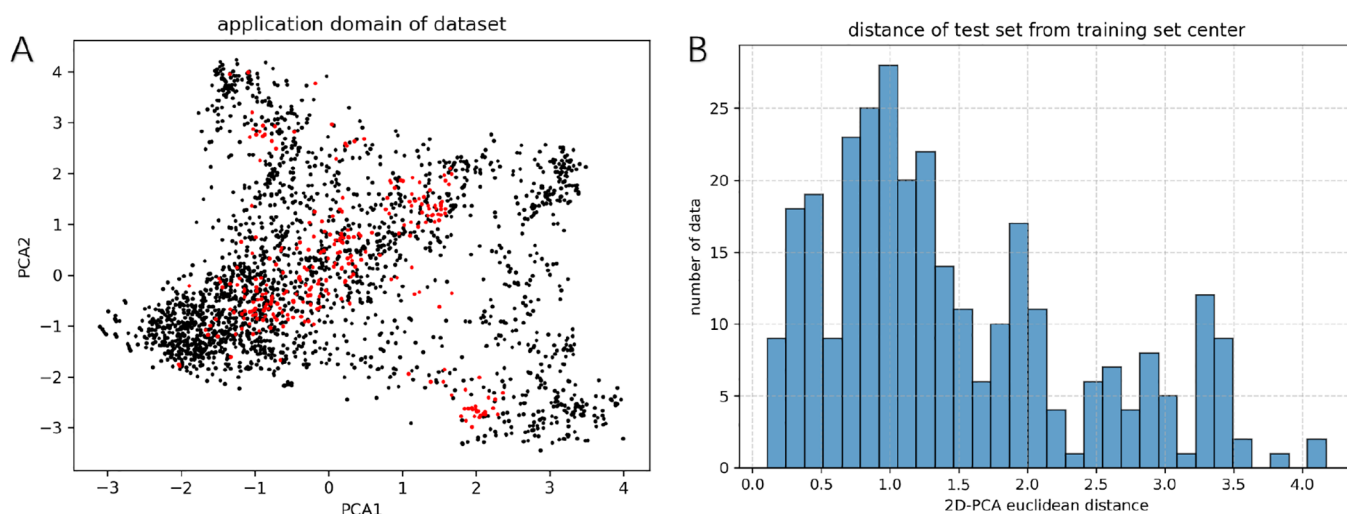 A
application domain of dataset
PCA2
4
3
2
1
0
−1
−2
−3
−3 −2 −1 0 1 2 3 4
PCA1
B
distance of test set from training set center
number of data
25
20
15
10
5
0
0.0 0.5 1.0 1.5 2.0 2.5 3.0 3.5 4.0
2D-PCA euclidean distance